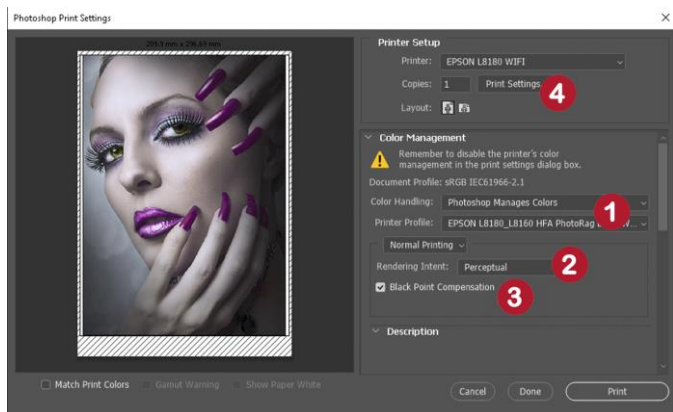 Photoshop Print Settings
Printer Setup
Printer: EPSON L8180 WIFI
Copies: 1 Print Settings
4
Layout:
Color Management
Remember to disable the printer's color
management in the print settings dialog box.
Document Profile: sRGB IEC61966-2.1
Color Handling: Photoshop Manages Colors
1
Printer Profile: EPSON L8180_L8160 HFA PhotoRag
Normal Printing
Rendering Intent: Perceptual
2
Black Point Compensation
3
Description
Match Print Colors Gamut Warning Show Paper White
Cancel Done Print